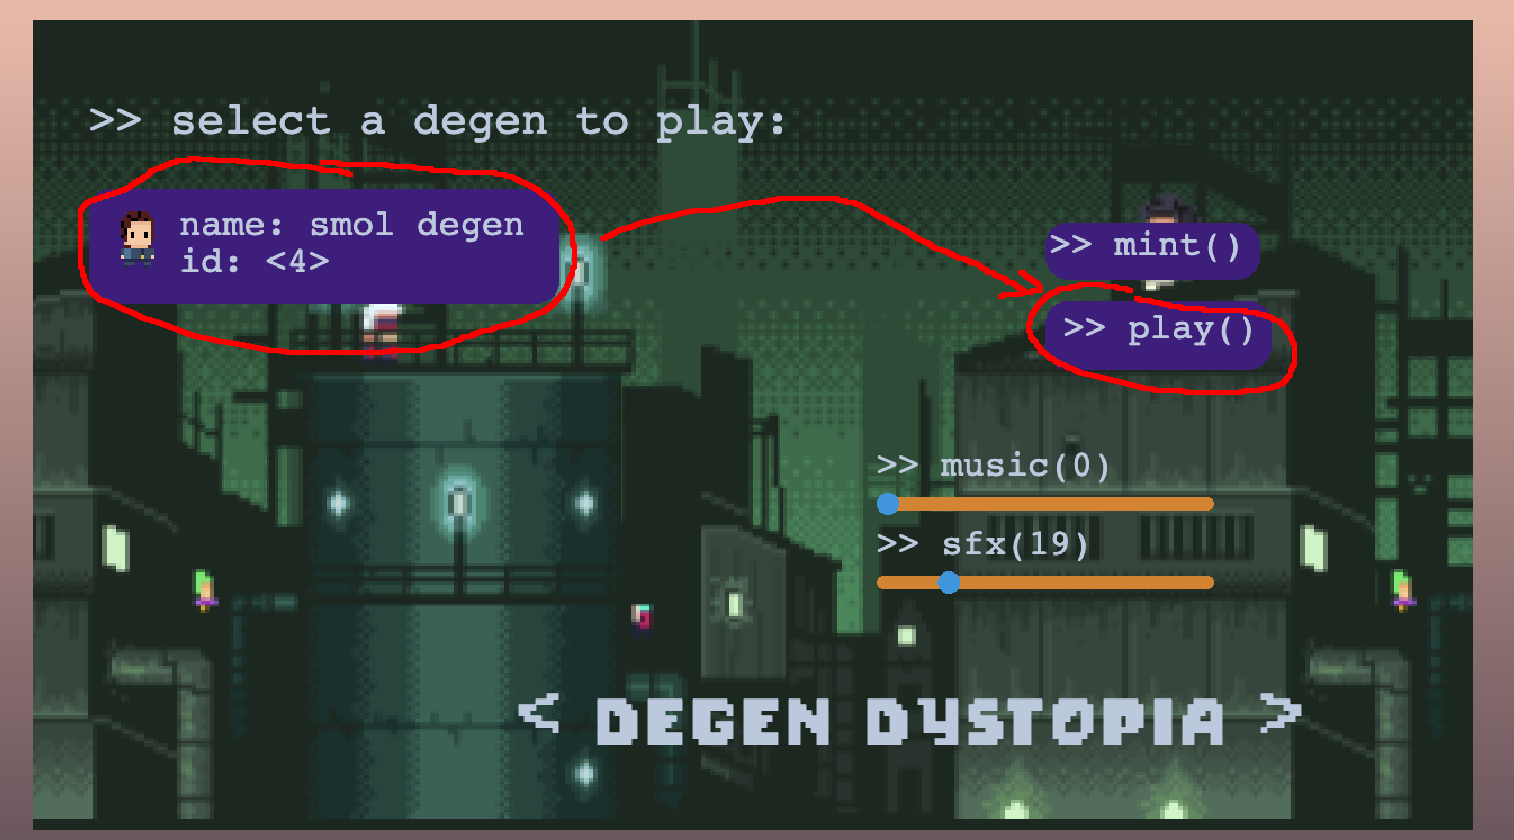 >> select a degen to play:
name: smol degen
id: <4>
>> mint()
>> play()
>> music(0)
>> sfx(19)
< DEGEN DYSTOPIA >